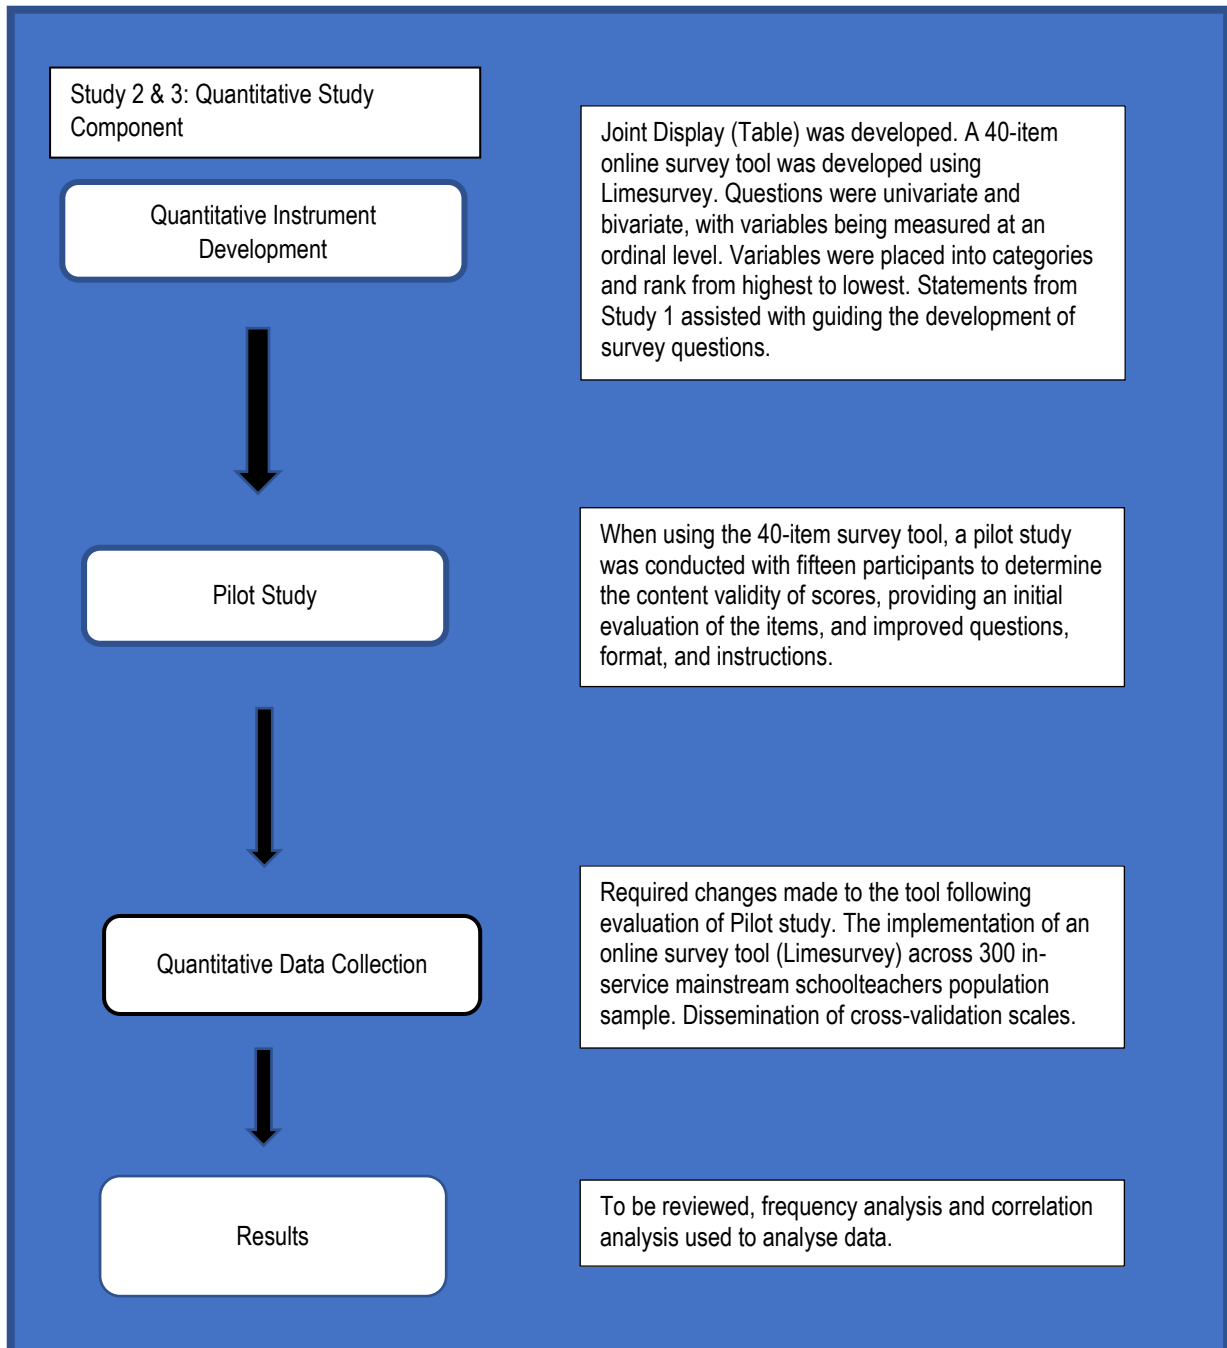 Study 2 & 3: Quantitative Study
Component
Quantitative Instrument
Development
Joint Display (Table) was developed. A 40-item
online survey tool was developed using
Limesurvey. Questions were univariate and
bivariate, with variables being measured at an
ordinal level. Variables were placed into categories
and rank from highest to lowest. Statements from
Study 1 assisted with guiding the development of
survey questions.
Pilot Study
When using the 40-item survey tool, a pilot study
was conducted with fifteen participants to determine
the content validity of scores, providing an initial
evaluation of the items, and improved questions,
format, and instructions.
Quantitative Data Collection
Required changes made to the tool following
evaluation of Pilot study. The implementation of an
online survey tool (Limesurvey) across 300 in-
service mainstream schoolteachers population
sample. Dissemination of cross-validation scales.
Results
To be reviewed, frequency analysis and correlation
analysis used to analyse data.